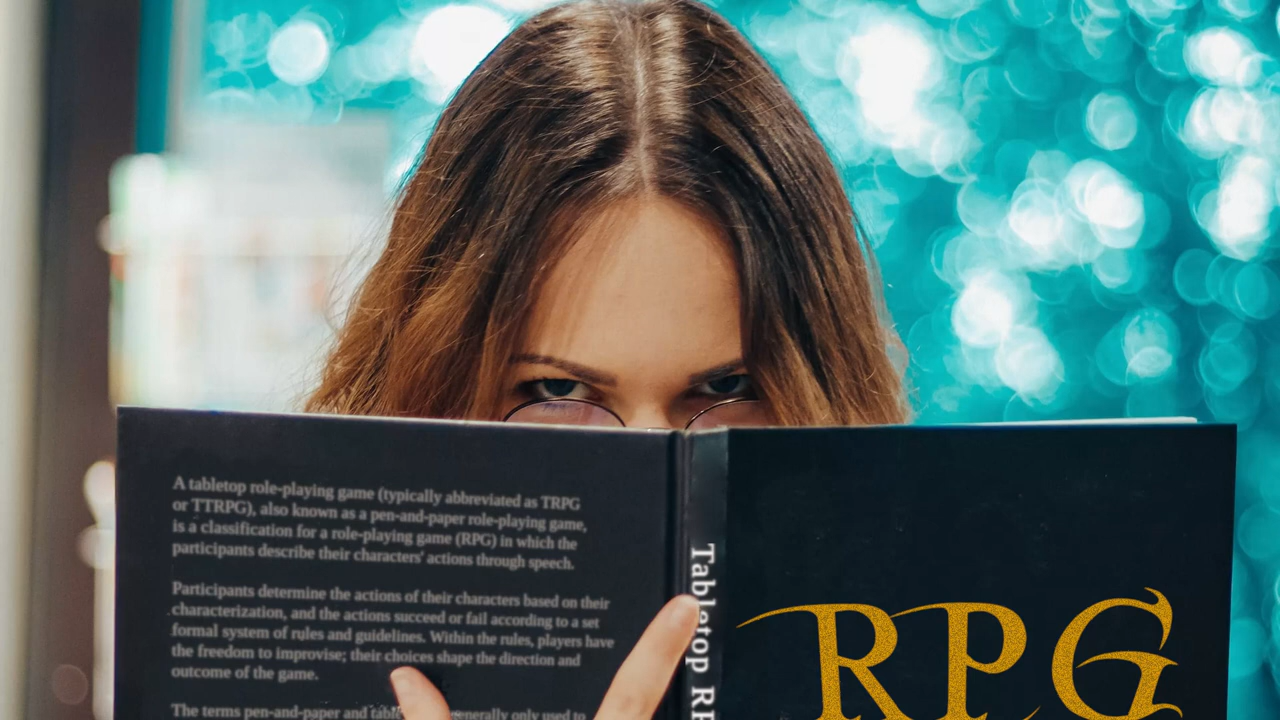 A tabletop role-playing game (typically abbreviated as TRPG
or TTRPG), also known as a pen-and-paper role-playing game,
is a classification for a role-playing game (RPG) in which the
participants describe their characters' actions through speech.
Participants determine the actions of their characters based on their
characterization, and the actions succeed or fail according to a set
formal system of rules and guidelines. Within the rules, players have
the freedom to improvise; their choices shape the direction and
outcome of the game.
The terms pen-and-paper and generally only used to
Tabletop
RPG